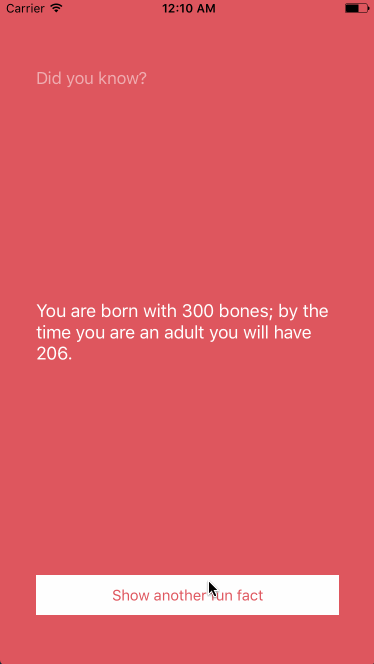 Carrier 12:10 AM
Did you know?
You are born with 300 bones; by the
time you are an adult you will have
206.
Show another fun fact